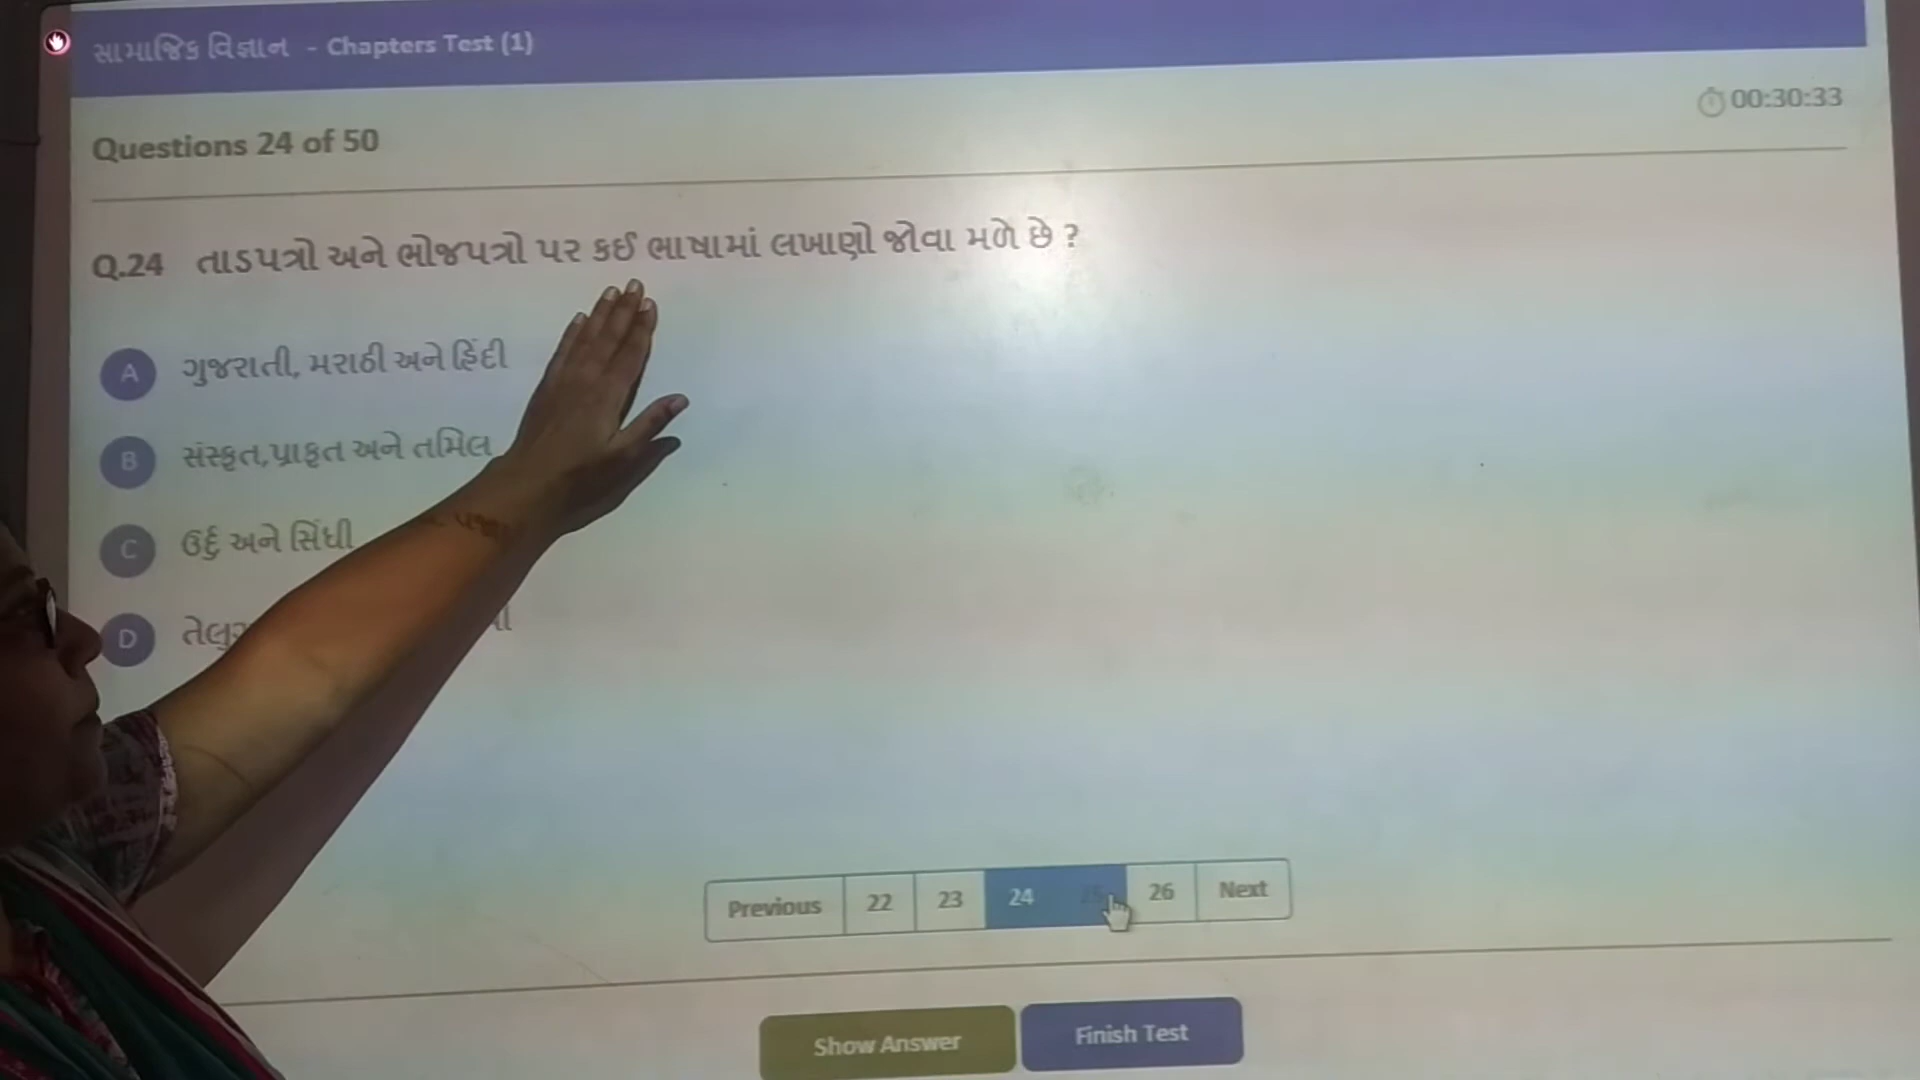 સામાજિક વિજ્ઞાન - Chapters Test (1)
00:30:33
Questions 24 of 50
Q.24 તાડપત્રો અને ભોજપત્રો પર કઈ ભાષામાં લખાણો જોવા મળે છે ?
A ગુજરાતી, મરાઠી અને હિંદી
B સંસ્કૃત,પ્રાકૃત અને તમિલ
C ઉર્દુ અને સિંધી
D
Previous 22 23 24 25 26 Next
Show Answer Finish Test